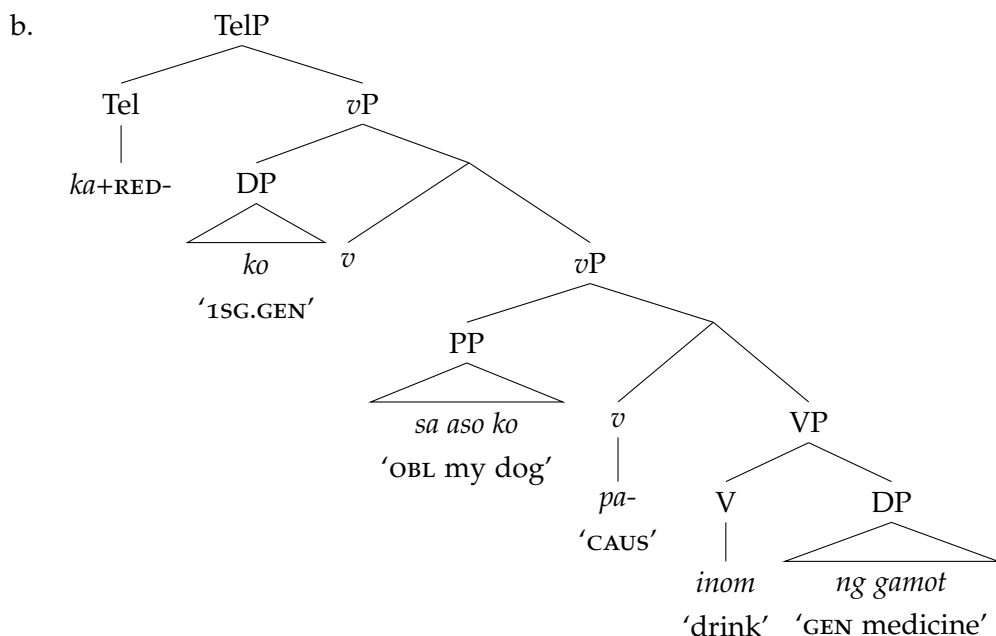 b.
TelP
Tel vP
ka+RED- DP
ko v vP
‘1SG.GEN’
PP
sa aso ko v VP
‘OBL my dog’
pa- V DP
‘CAUS’
inom ng gamot
‘drink’ ‘GEN medicine’